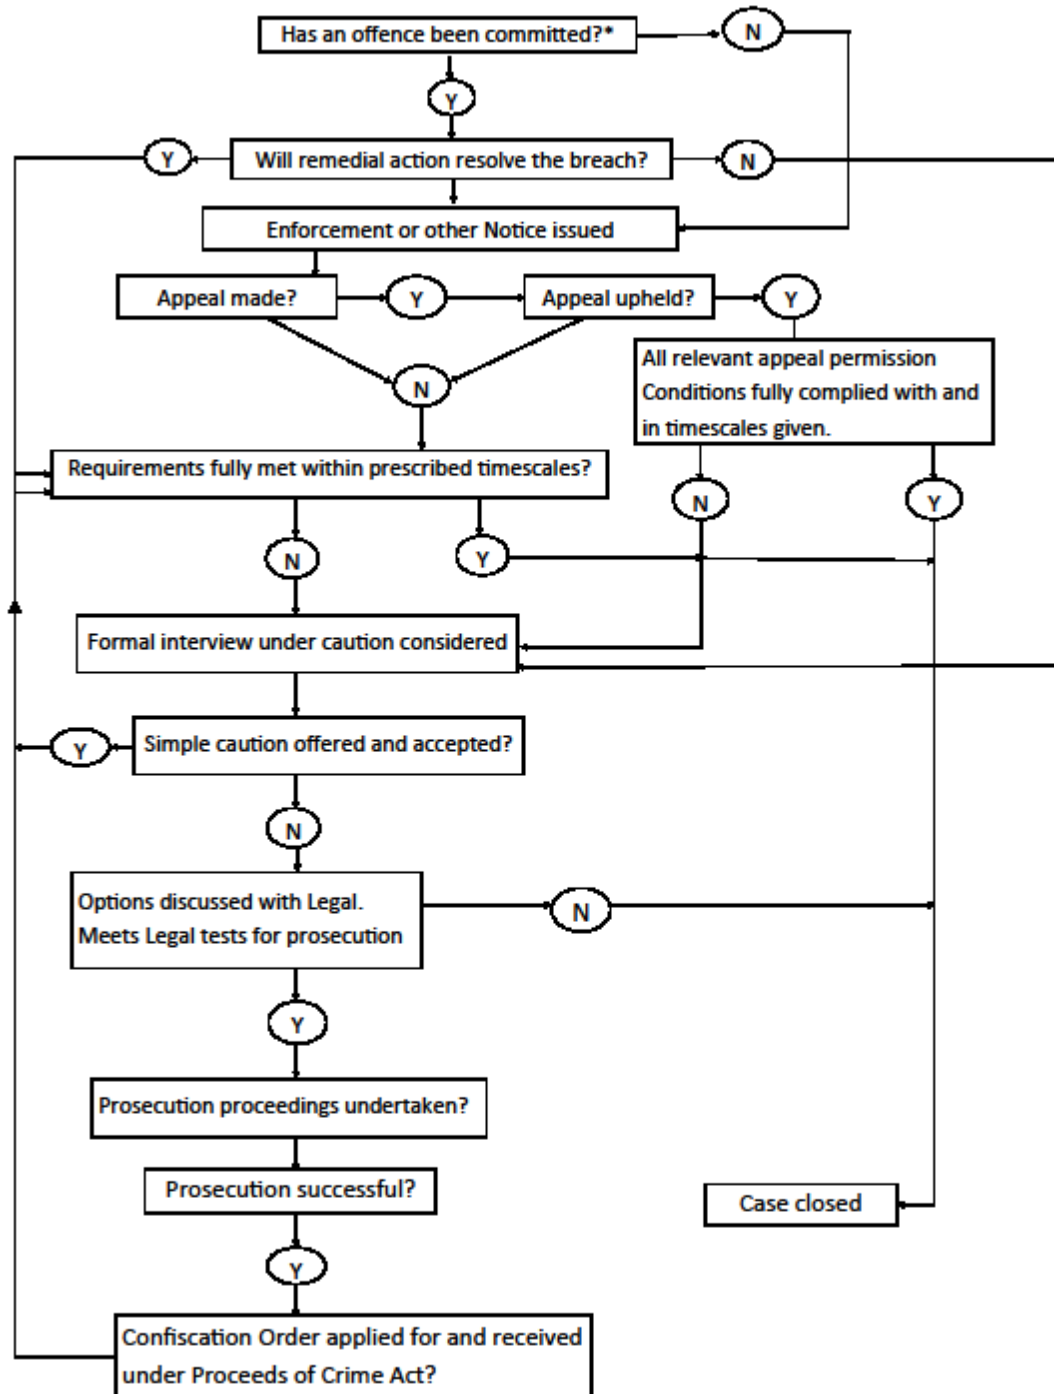 Has an offence been committed?*
N
Y
Y
Will remedial action resolve the breach?
N
Enforcement or other Notice issued
Appeal made?
Y
Appeal upheld?
Y
All relevant appeal permission
Conditions fully complied with and
in timescales given.
N
Requirements fully met within prescribed timescales?
N
Y
N
Y
Formal interview under caution considered
Y
Simple caution offered and accepted?
N
Options discussed with Legal.
Meets Legal tests for prosecution
N
Y
Prosecution proceedings undertaken?
Prosecution successful?
Case closed
Y
Confiscation Order applied for and received
under Proceeds of Crime Act?